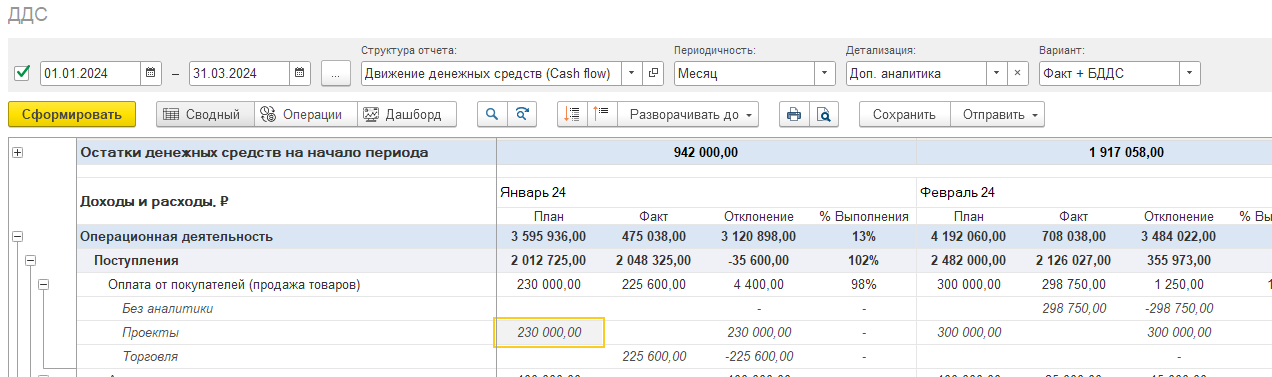 ДДС
Структура отчета: Периодичность: Детализация: Вариант:
01.01.2024 – 31.03.2024 ... Движение денежных средств (Cash flow) Месяц Доп. аналитика × Факт + БДДС
Сформировать Сводный Операции Дашборд Разворачивать до Сохранить Отправить
Остатки денежных средств на начало периода 942 000,00 1 917 058,00
Доходы и расходы, ₽ Январь 24 Февраль 24
План Факт Отклонение % Выполнения План Факт Отклонение
Операционная деятельность 3 595 936,00 475 038,00 3 120 898,00 13% 4 192 060,00 708 038,00 3 484 022,00
Поступления 2 012 725,00 2 048 325,00 -35 600,00 102% 2 482 000,00 2 126 027,00 355 973,00
Оплата от покупателей (продажа товаров) 230 000,00 225 600,00 4 400,00 98% 300 000,00 298 750,00 1 250,00
Без аналитики - - 298 750,00 -298 750,00
Проекты 230 000,00 230 000,00 - 300 000,00 300 000,00
Торговля 225 600,00 -225 600,00 - -